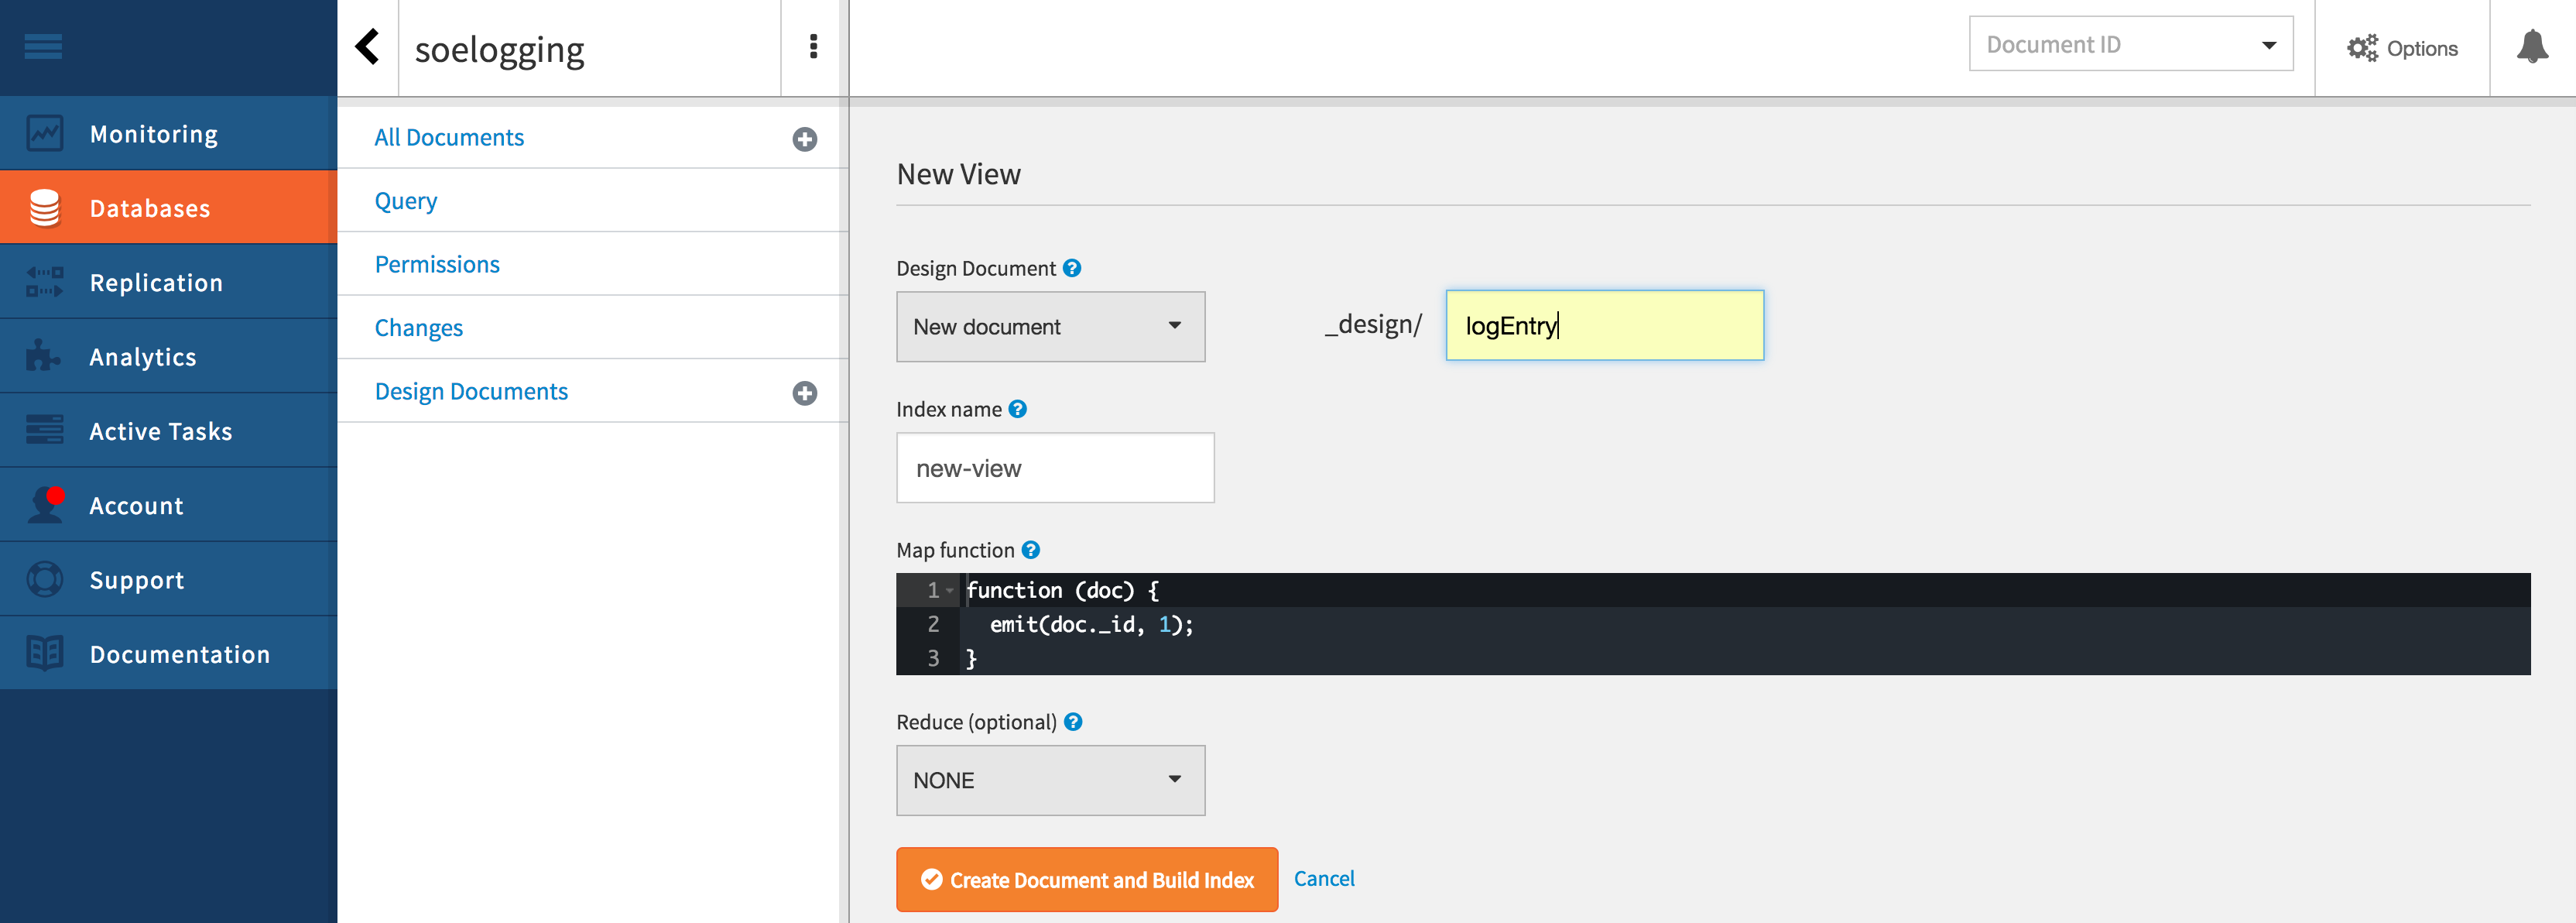 soelogging
Document ID
Options
Monitoring
Databases
Replication
Analytics
Active Tasks
Account
Support
Documentation
All Documents
Query
Permissions
Changes
Design Documents
New View
Design Document ?
New document
_design/ logEntry
Index name ?
new-view
Map function ?
1 function (doc) {
2 emit(doc._id, 1);
3 }
Reduce (optional) ?
NONE
Create Document and Build Index Cancel